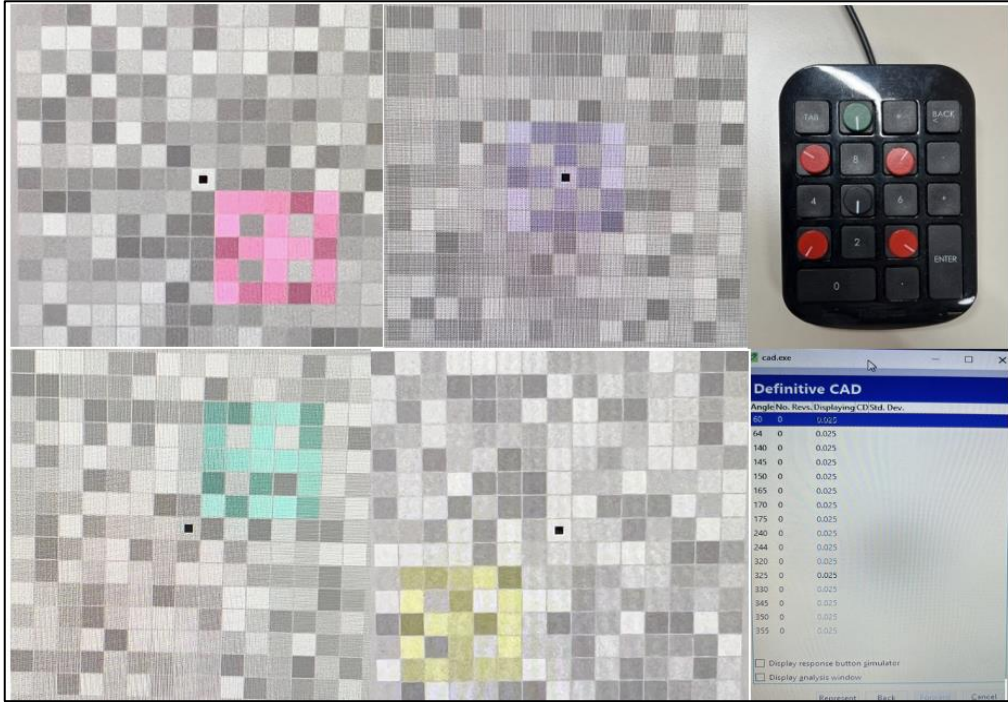 TAB + BACK
8 -
4 6 *
2 ENTER
0 .
cad.exe
Definitive CAD
Angle No. Revs. Displaying CD Std. Dev.
60 0 0.025
64 0 0.025
140 0 0.025
145 0 0.025
150 0 0.025
165 0 0.025
170 0 0.025
175 0 0.025
240 0 0.025
244 0 0.025
320 0 0.025
325 0 0.025
330 0 0.025
345 0 0.025
350 0 0.025
355 0 0.025
Display response button simulator
Display analysis window
Represent Back Forward Cancel